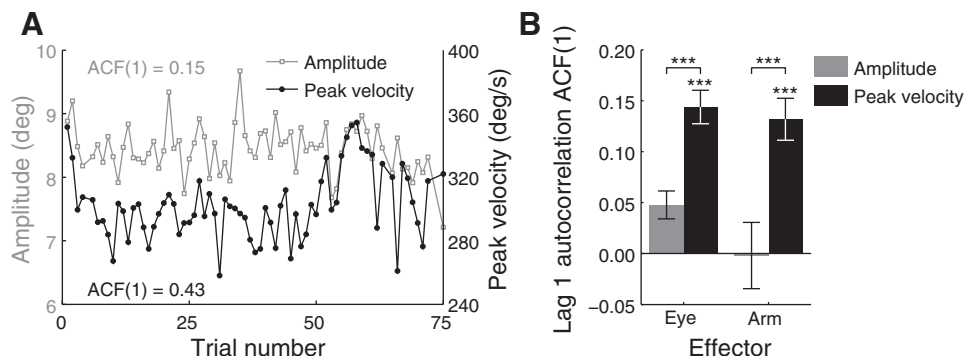 A
10
9
8
7
6
Amplitude (deg)
ACF(1) = 0.15
ACF(1) = 0.43
Amplitude
Peak velocity
400
360
320
280
240
Peak velocity (deg/s)
0
25
50
75
Trial number
B
0.20
0.15
0.10
0.05
0.00
−0.05
Lag 1 autocorrelation ACF(1)
*** ***
*** ***
Amplitude
Peak velocity
Eye Arm
Effector